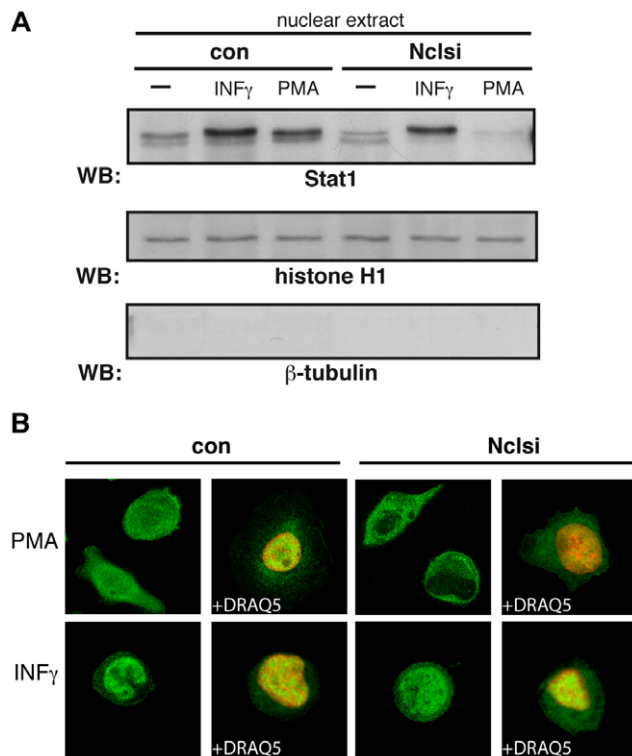 A
nuclear extract
con Nclsi
– INFγ PMA – INFγ PMA
WB: Stat1
WB: histone H1
WB: β-tubulin
B
con Nclsi
PMA
+DRAQ5 +DRAQ5
INFγ
+DRAQ5 +DRAQ5